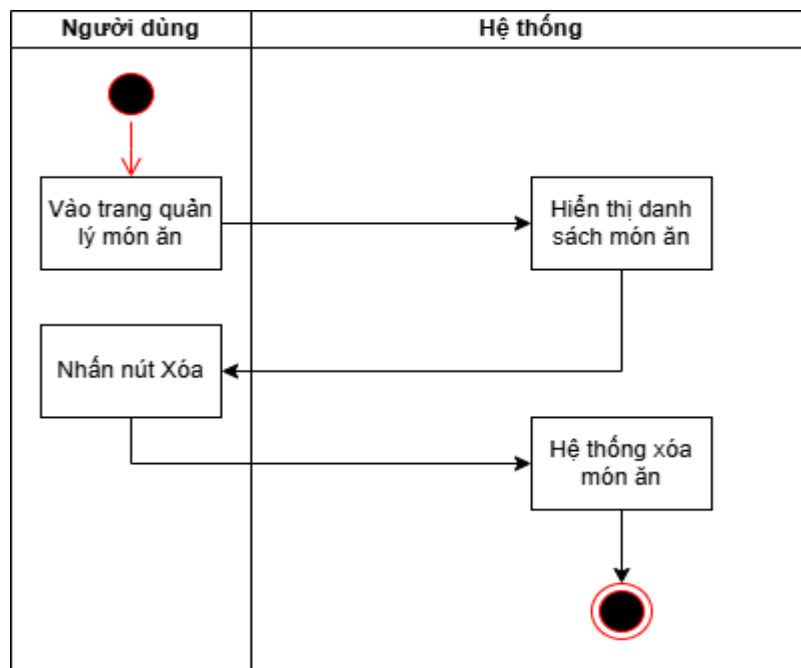 Người dùng
Hệ thống
Vào trang quản
lý món ăn
Hiển thị danh
sách món ăn
Nhấn nút Xóa
Hệ thống xóa
món ăn